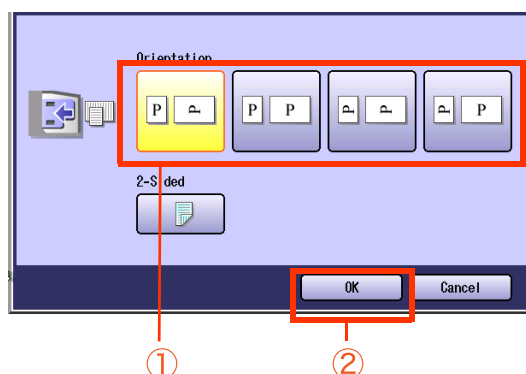 Orientation
P P P P P P P P
2-Sided
OK Cancel
① ②